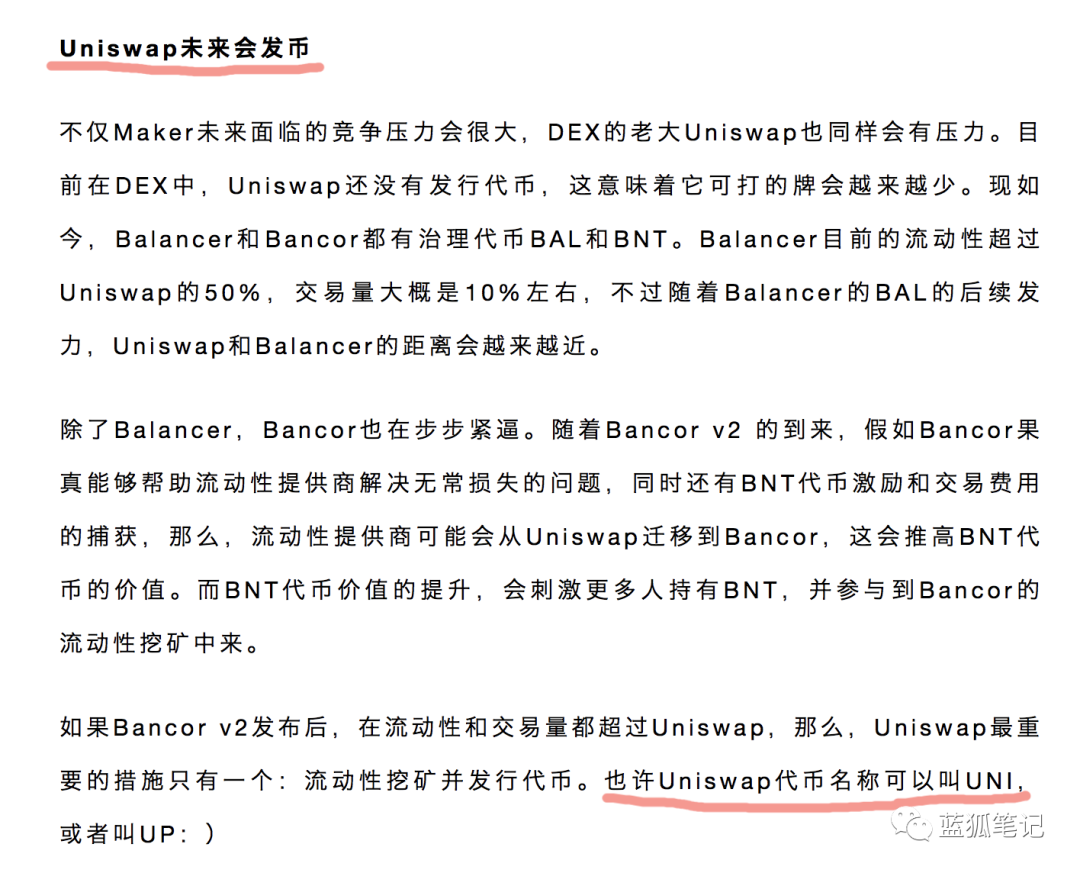 Uniswap未来会发币
不仅Maker未来面临的竞争压力会很大，DEX的老大Uniswap也同样会有压力。目
前在DEX中，Uniswap还没有发行代币，这意味着它可打的牌会越来越少。现如
今，Balancer和Bancor都有治理代币BAL和BNT。Balancer目前的流动性超过
Uniswap的50%，交易量大概是10%左右，不过随着Balancer的BAL的后续发
力，Uniswap和Balancer的距离会越来越近。
除了Balancer，Bancor也在步步紧逼。随着Bancor v2 的到来，假如Bancor果
真能够帮助流动性提供商解决无常损失的问题，同时还有BNT代币激励和交易费用
的捕获，那么，流动性提供商可能会从Uniswap迁移到Bancor，这会推高BNT代
币的价值。而BNT代币价值的提升，会刺激更多人持有BNT，并参与到Bancor的
流动性挖矿中来。
如果Bancor v2发布后，在流动性和交易量都超过Uniswap，那么，Uniswap最重
要的措施只有一个：流动性挖矿并发行代币。也许Uniswap代币名称可以叫UNI，
或者叫UP：）
蓝狐笔记